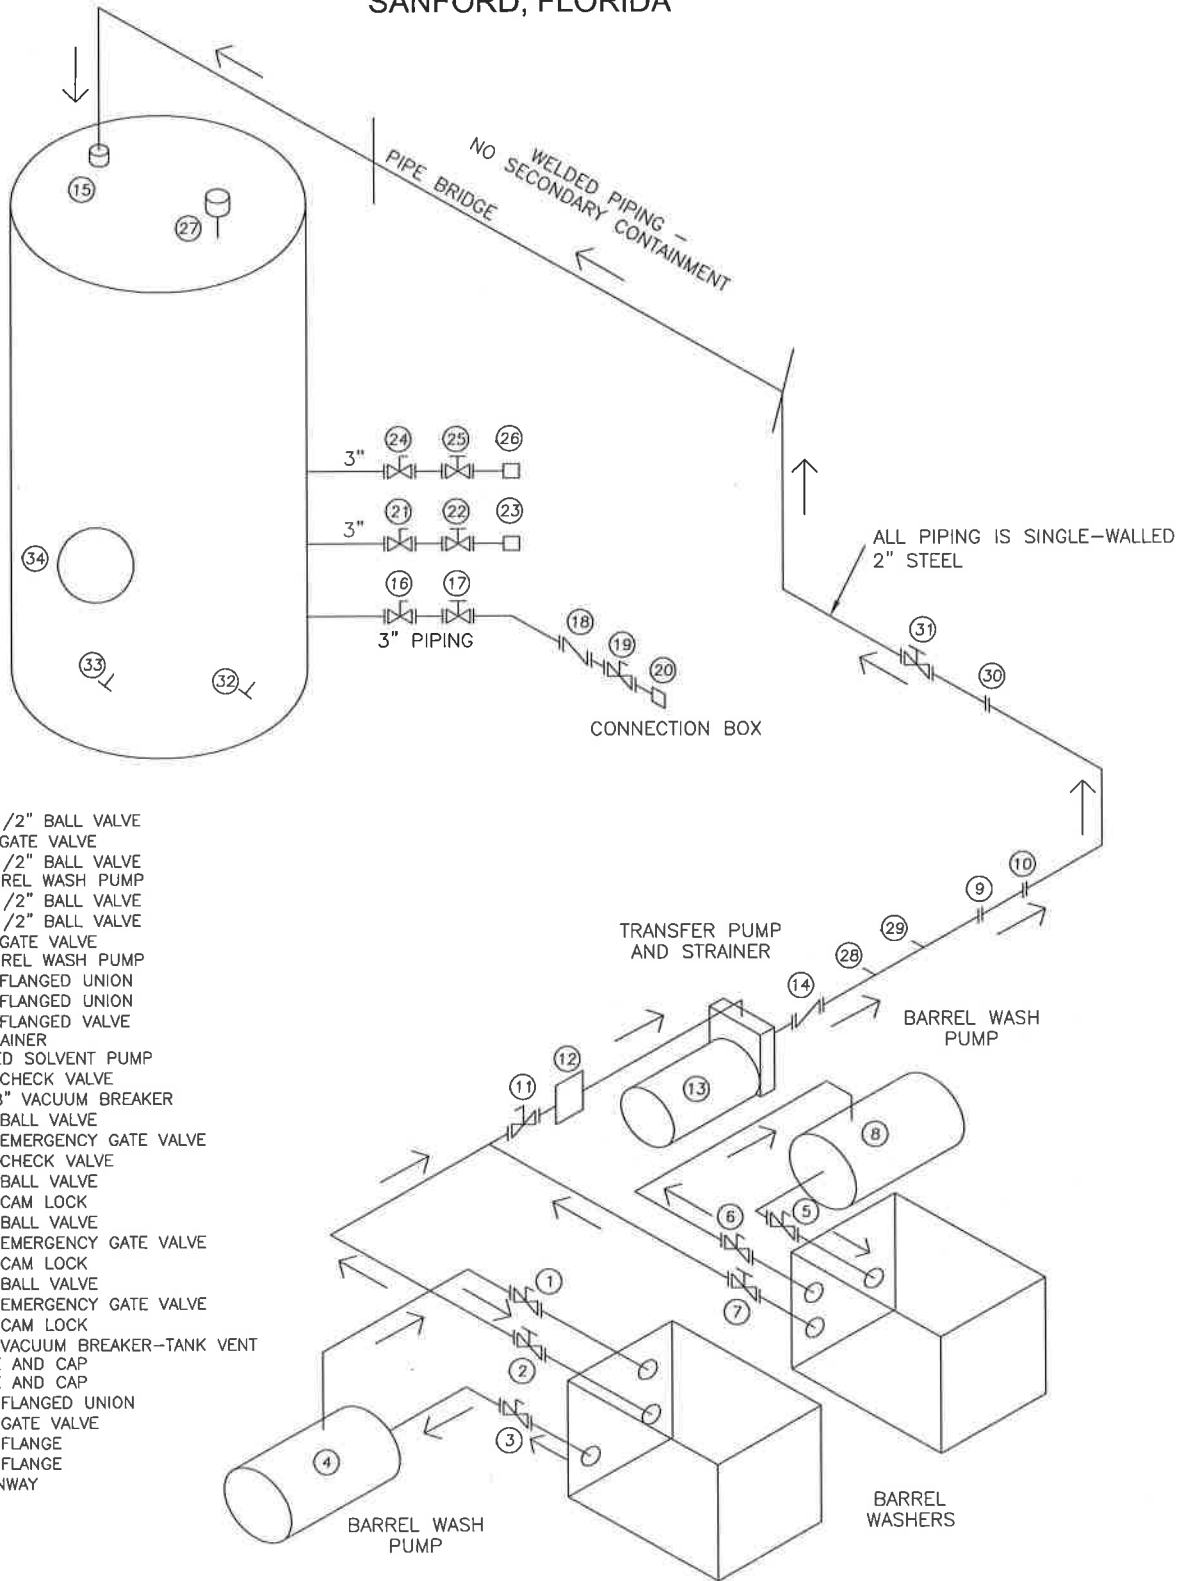 SANFORD, FLORIDA
15
27
PIPE BRIDGE
WELDED PIPING –
NO SECONDARY CONTAINMENT
24
25
26
3"
21
22
23
3"
34
16
17
3" PIPING
18
19
20
CONNECTION BOX
33
32
ALL PIPING IS SINGLE-WALLED
2" STEEL
31
30
10
9
29
28
14
TRANSFER PUMP
AND STRAINER
BARREL WASH
PUMP
12
11
13
8
5
6
7
1
2
3
4
BARREL WASH
PUMP
BARREL
WASHERS
/2" BALL VALVE
GATE VALVE
/2" BALL VALVE
REL WASH PUMP
/2" BALL VALVE
/2" BALL VALVE
GATE VALVE
REL WASH PUMP
FLANGED UNION
FLANGED UNION
FLANGED VALVE
AINER
ED SOLVENT PUMP
CHECK VALVE
3" VACUUM BREAKER
BALL VALVE
EMERGENCY GATE VALVE
CHECK VALVE
BALL VALVE
CAM LOCK
BALL VALVE
EMERGENCY GATE VALVE
CAM LOCK
BALL VALVE
EMERGENCY GATE VALVE
CAM LOCK
VACUUM BREAKER-TANK VENT
E AND CAP
E AND CAP
FLANGED UNION
GATE VALVE
FLANGE
FLANGE
NWAY